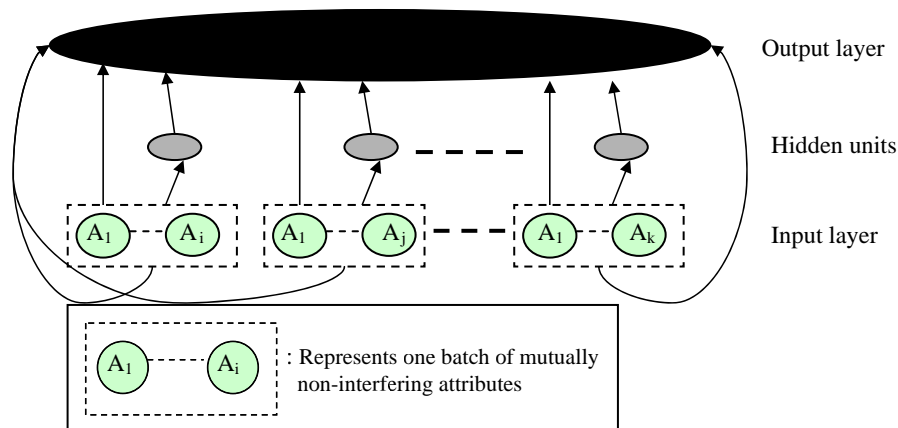 Output layer
Hidden units
A1 Ai A1 Aj A1 Ak Input layer
A1 Ai : Represents one batch of mutually
non-interfering attributes